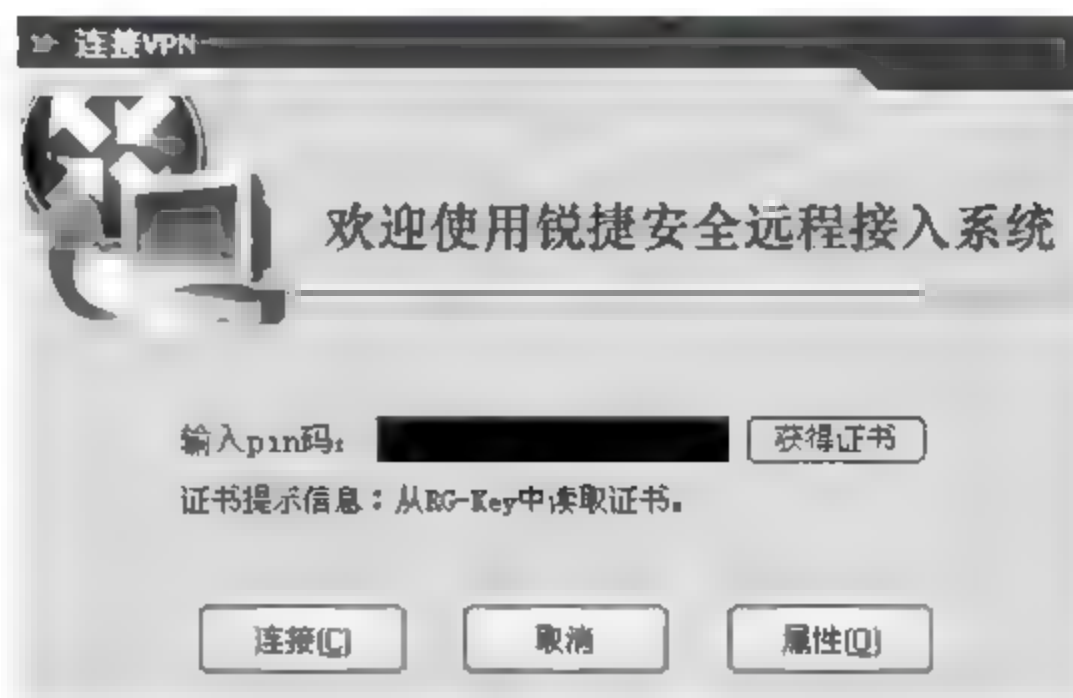 连接VPN
欢迎使用锐捷安全远程接入系统
输入pin码:
获得证书
证书提示信息:从RG-Key中读取证书。
连接(C)
取消
属性(O)